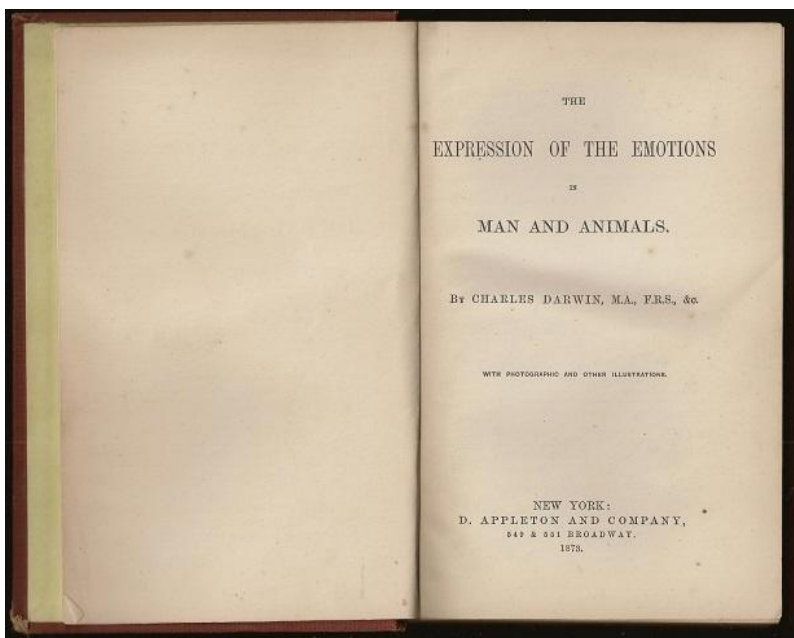 THE
EXPRESSION OF THE EMOTIONS
IN
MAN AND ANIMALS.
By CHARLES DARWIN, M.A., F.R.S., &c.
WITH PHOTOGRAPHIC AND OTHER ILLUSTRATIONS.
NEW YORK:
D. APPLETON AND COMPANY,
549 & 551 BROADWAY.
1873.